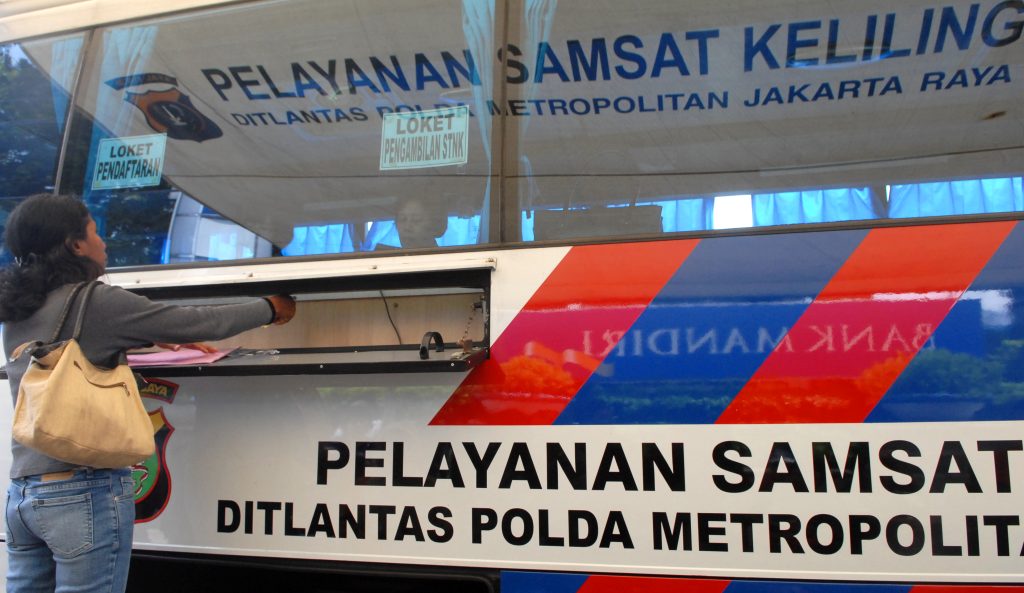 PELAYANAN SAMSAT KELILING
DITLANTAS POLDA METROPOLITAN JAKARTA RAYA
LOKET
PENDAFTARAN
LOKET
PENGAMBILAN STNK
BANK MANDIRI
JAYA
PELAYANAN SAMSAT
DITLANTAS POLDA METROPOLITA